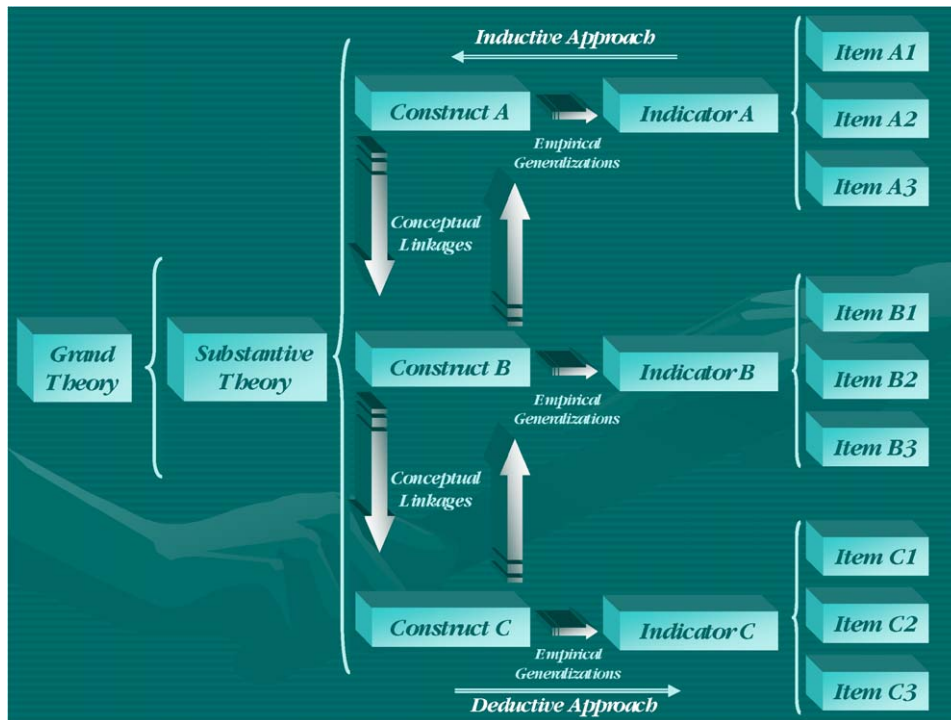 Inductive Approach
Item A1
Construct A
Indicator A
Item A2
Empirical
Generalizations
Item A3
Conceptual
Linkages
Item B1
Grand
Theory
Substantive
Theory
Construct B
Indicator B
Item B2
Empirical
Generalizations
Item B3
Conceptual
Linkages
Item C1
Construct C
Indicator C
Item C2
Empirical
Generalizations
Item C3
Deductive Approach